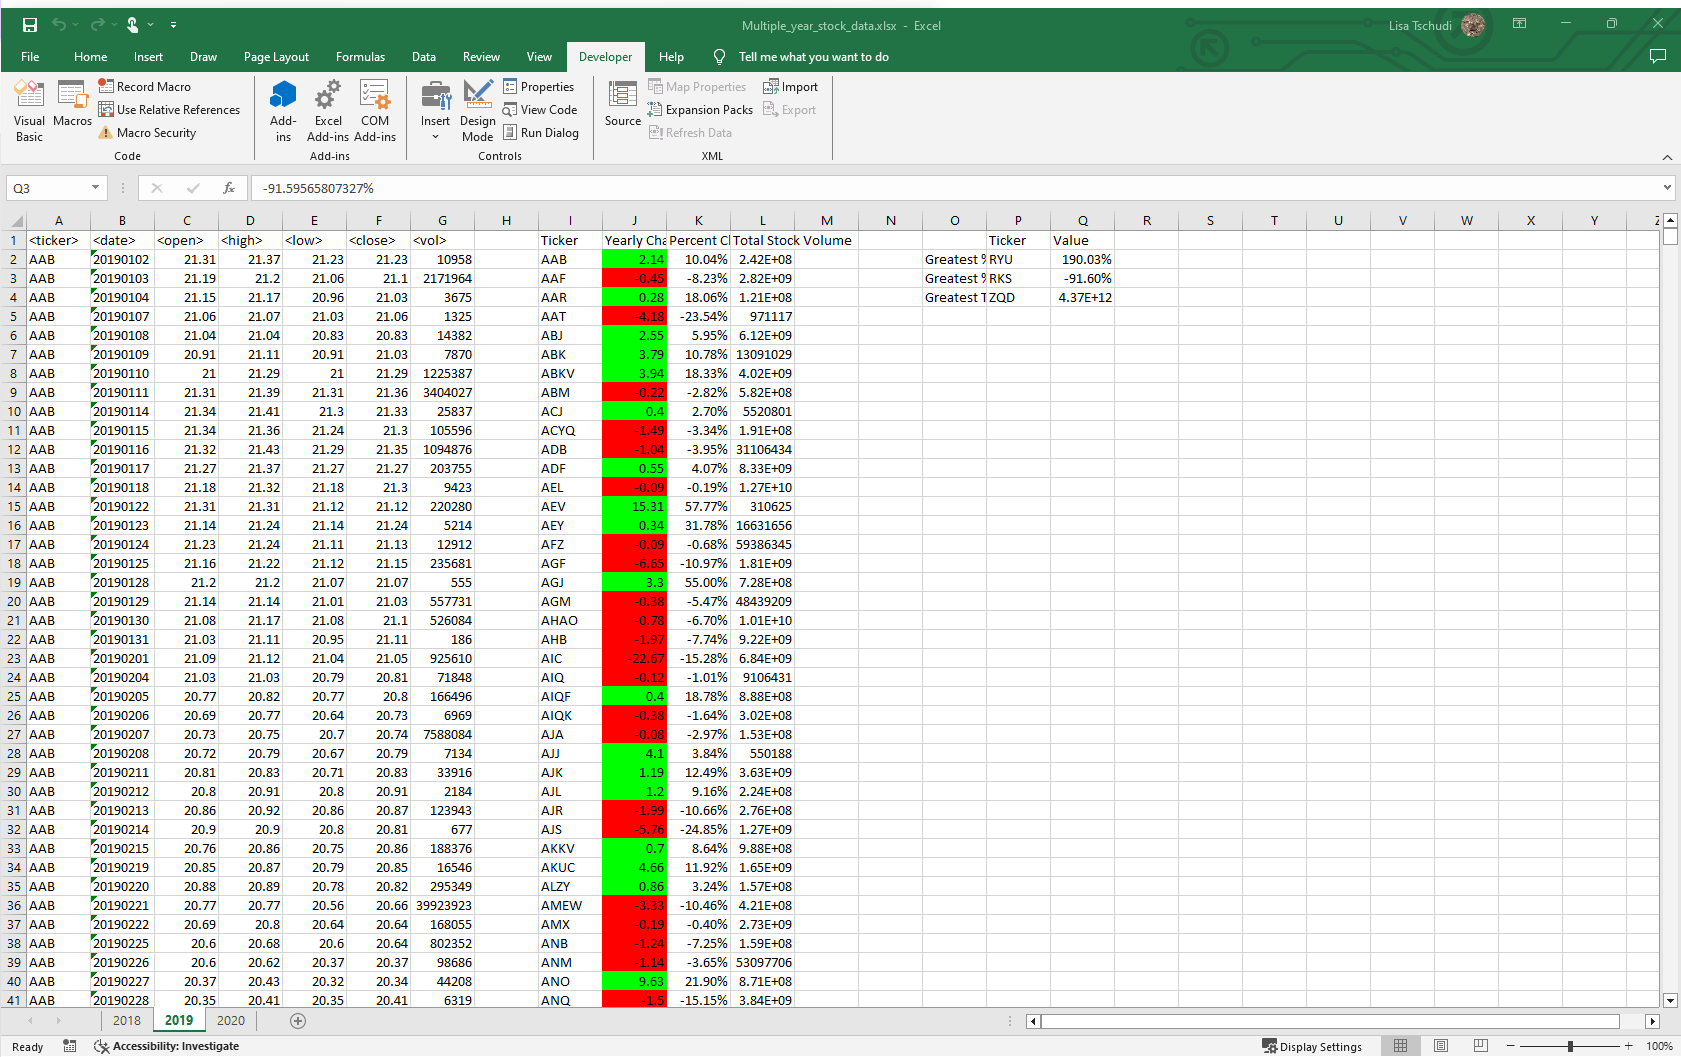 Multiple_year_stock_data.xlsx - Excel
Lisa Tschudi
File Home Insert Draw Page Layout Formulas Data Review View Developer Help Tell me what you want to do
Visual Basic
Macros
Record Macro
Use Relative References
Macro Security
Code
Add-ins
Excel Add-ins
COM Add-ins
Add-ins
Insert
Design Mode
Properties
View Code
Run Dialog
Controls
Source
Map Properties
Expansion Packs
Refresh Data
Import
Export
XML
Q3 fx -91.59565807327%
A B C D E F G H I J K L M N O P Q R S T U V W X Y Z
1 <ticker> <date> <open> <high> <low> <close> <vol> Ticker Yearly Cha Percent Cl Total Stock Volume Ticker Value
2 AAB 20190102 21.31 21.37 21.23 21.23 10958 AAB 2.14 10.04% 2.42E+08 Greatest % RYU 190.03%
3 AAB 20190103 21.19 21.2 21.06 21.1 2171964 AAF -0.45 -8.23% 2.82E+09 Greatest % RKS -91.60%
4 AAB 20190104 21.15 21.17 20.96 21.03 3675 AAR 0.28 18.06% 1.21E+08 Greatest T ZQD 4.37E+12
5 AAB 20190107 21.06 21.07 21.03 21.06 1325 AAT -4.18 -23.54% 971117
6 AAB 20190108 21.04 21.04 20.83 20.83 14382 ABJ 2.55 5.95% 6.12E+09
7 AAB 20190109 20.91 21.11 20.91 21.03 7870 ABK 3.79 10.78% 13091029
8 AAB 20190110 21 21.29 21 21.29 1225387 ABKV 3.94 18.33% 4.02E+09
9 AAB 20190111 21.31 21.39 21.31 21.36 3404027 ABM -0.22 -2.82% 5.82E+08
10 AAB 20190114 21.34 21.41 21.3 21.33 25837 ACJ 0.4 2.70% 5520801
11 AAB 20190115 21.34 21.36 21.24 21.3 105596 ACYQ -1.49 -3.34% 1.91E+08
12 AAB 20190116 21.32 21.43 21.29 21.35 1094876 ADB -1.04 -3.95% 31106434
13 AAB 20190117 21.27 21.37 21.27 21.27 203755 ADF 0.55 4.07% 8.33E+09
14 AAB 20190118 21.18 21.32 21.18 21.3 9423 AEL -0.09 -0.19% 1.27E+10
15 AAB 20190122 21.31 21.31 21.12 21.12 220280 AEV 15.31 57.77% 310625
16 AAB 20190123 21.14 21.24 21.14 21.24 5214 AEY 0.34 31.78% 16631656
17 AAB 20190124 21.23 21.24 21.11 21.13 12912 AFZ -0.09 -0.68% 59386345
18 AAB 20190125 21.16 21.22 21.12 21.15 235681 AGF -6.65 -10.97% 1.81E+09
19 AAB 20190128 21.2 21.2 21.07 21.07 555 AGJ 3.3 55.00% 7.28E+08
20 AAB 20190129 21.14 21.14 21.01 21.03 557731 AGM -0.38 -5.47% 48439209
21 AAB 20190130 21.08 21.17 21.08 21.1 526084 AHAO -0.78 -6.70% 1.01E+10
22 AAB 20190131 21.03 21.11 20.95 21.11 186 AHB -1.97 -7.74% 9.22E+09
23 AAB 20190201 21.09 21.12 21.04 21.05 925610 AIC -22.67 -15.28% 6.84E+09
24 AAB 20190204 21.03 21.03 20.79 20.81 71848 AIQ -0.12 -1.01% 9106431
25 AAB 20190205 20.77 20.82 20.77 20.8 166496 AIQF 0.4 18.78% 8.88E+08
26 AAB 20190206 20.69 20.77 20.64 20.73 6969 AIQK -0.38 -1.64% 3.02E+08
27 AAB 20190207 20.73 20.75 20.7 20.74 7588084 AJA -0.08 -2.97% 1.53E+08
28 AAB 20190208 20.72 20.79 20.67 20.79 7134 AJJ 4.1 3.84% 550188
29 AAB 20190211 20.81 20.83 20.71 20.83 33916 AJK 1.19 12.49% 3.63E+09
30 AAB 20190212 20.8 20.91 20.8 20.91 2184 AJL 1.2 9.16% 2.24E+08
31 AAB 20190213 20.86 20.92 20.86 20.87 123943 AJR -1.99 -10.66% 2.76E+08
32 AAB 20190214 20.9 20.9 20.8 20.81 677 AJS -5.76 -24.85% 1.27E+09
33 AAB 20190215 20.76 20.86 20.75 20.86 188376 AKKV 0.7 8.64% 9.88E+08
34 AAB 20190219 20.85 20.87 20.79 20.85 16546 AKUC 4.66 11.92% 1.65E+09
35 AAB 20190220 20.88 20.89 20.78 20.82 295349 ALZY 0.86 3.24% 1.57E+08
36 AAB 20190221 20.77 20.77 20.56 20.66 39923923 AMEW -3.33 -10.46% 4.21E+08
37 AAB 20190222 20.69 20.8 20.64 20.64 168055 AMX -0.19 -0.40% 2.73E+09
38 AAB 20190225 20.6 20.68 20.6 20.64 802352 ANB -1.24 -7.25% 1.59E+08
39 AAB 20190226 20.6 20.62 20.37 20.37 98686 ANM -1.14 -3.65% 53097706
40 AAB 20190227 20.37 20.43 20.32 20.34 44208 ANO 9.63 21.90% 8.71E+08
41 AAB 20190228 20.35 20.41 20.35 20.41 6319 ANQ -1.5 -15.15% 3.84E+09
2018 2019 2020
Ready Accessibility: Investigate Display Settings 100%